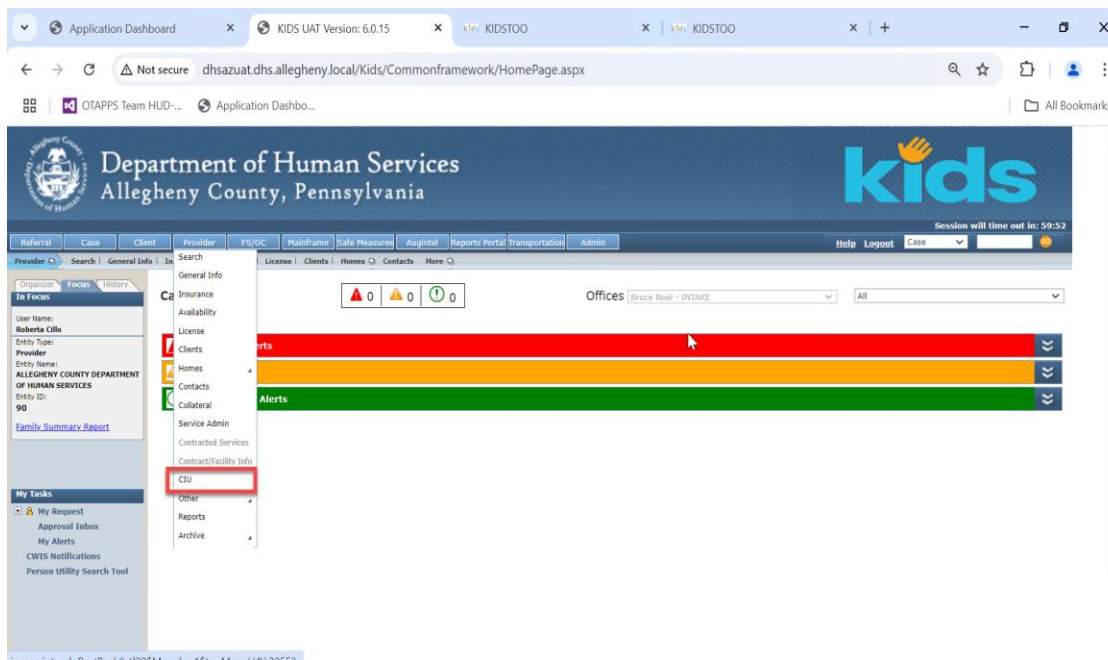 Application Dashboard
KIDS UAT Version: 6.0.15
KIDSTOO
KIDSTOO
Not secure dhsazuat.dhs.allegheny.local/Kids/Commonframework/HomePage.aspx
OTAPPS Team HUD-... Application Dashbo...
All Bookmarks
Department of Human Services
Allegheny County, Pennsylvania
kids
Session will time out in: 59:52
Referral Case Client Provider FS/OC Mainframe Safe Measures Augintel Reports Portal Transportation Admin
Help Logout Case
Provider Search General Info In License Clients Homes Contacts More
Organizer Focus History
In Focus
User Name:
Roberta Cillo
Entity Type:
Provider
Entity Name:
ALLEGHENY COUNTY DEPARTMENT
OF HUMAN SERVICES
Entity ID:
90
Family Summary Report
My Tasks
My Request
Approval Inbox
My Alerts
CWIS Notifications
Person Utility Search Tool
Search
General Info
Insurance
Availability
License
Clients
Homes
Contacts
Collateral
Service Admin
Contracted Services
Contract/Facility Info
CIU
Other
Reports
Archive
Ca
0 0 0
Offices Bruce Noel - INTAKE All
erts
Alerts